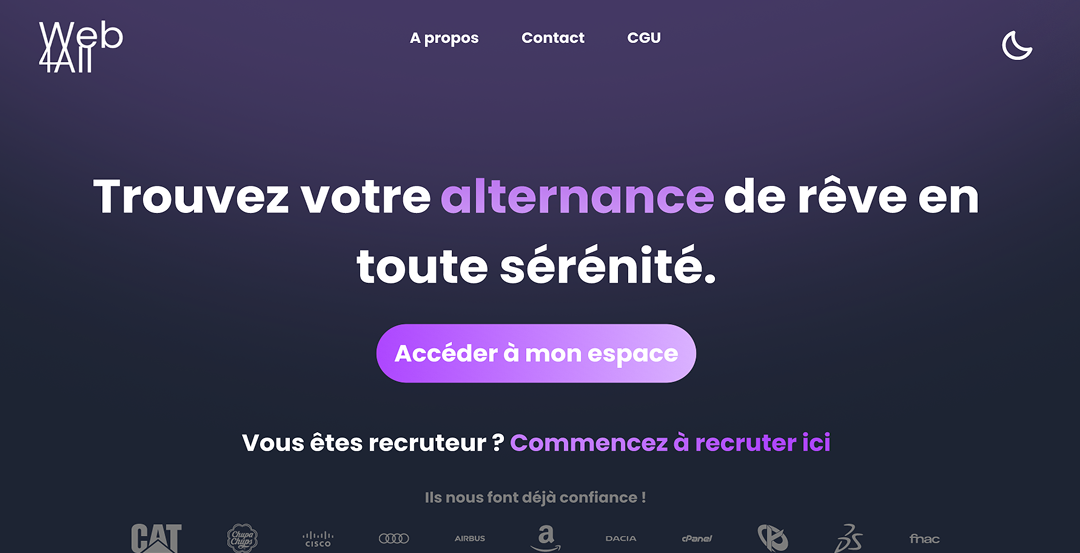 Web
4All
A propos
Contact
CGU
Trouvez votre alternance de rêve en
toute sérénité.
Accéder à mon espace
Vous êtes recruteur ? Commencez à recruter ici
Ils nous font déjà confiance !
CAT
Chupa
Chups
CISCO
AIRBUS
a
DACIA
cPanel
fnac